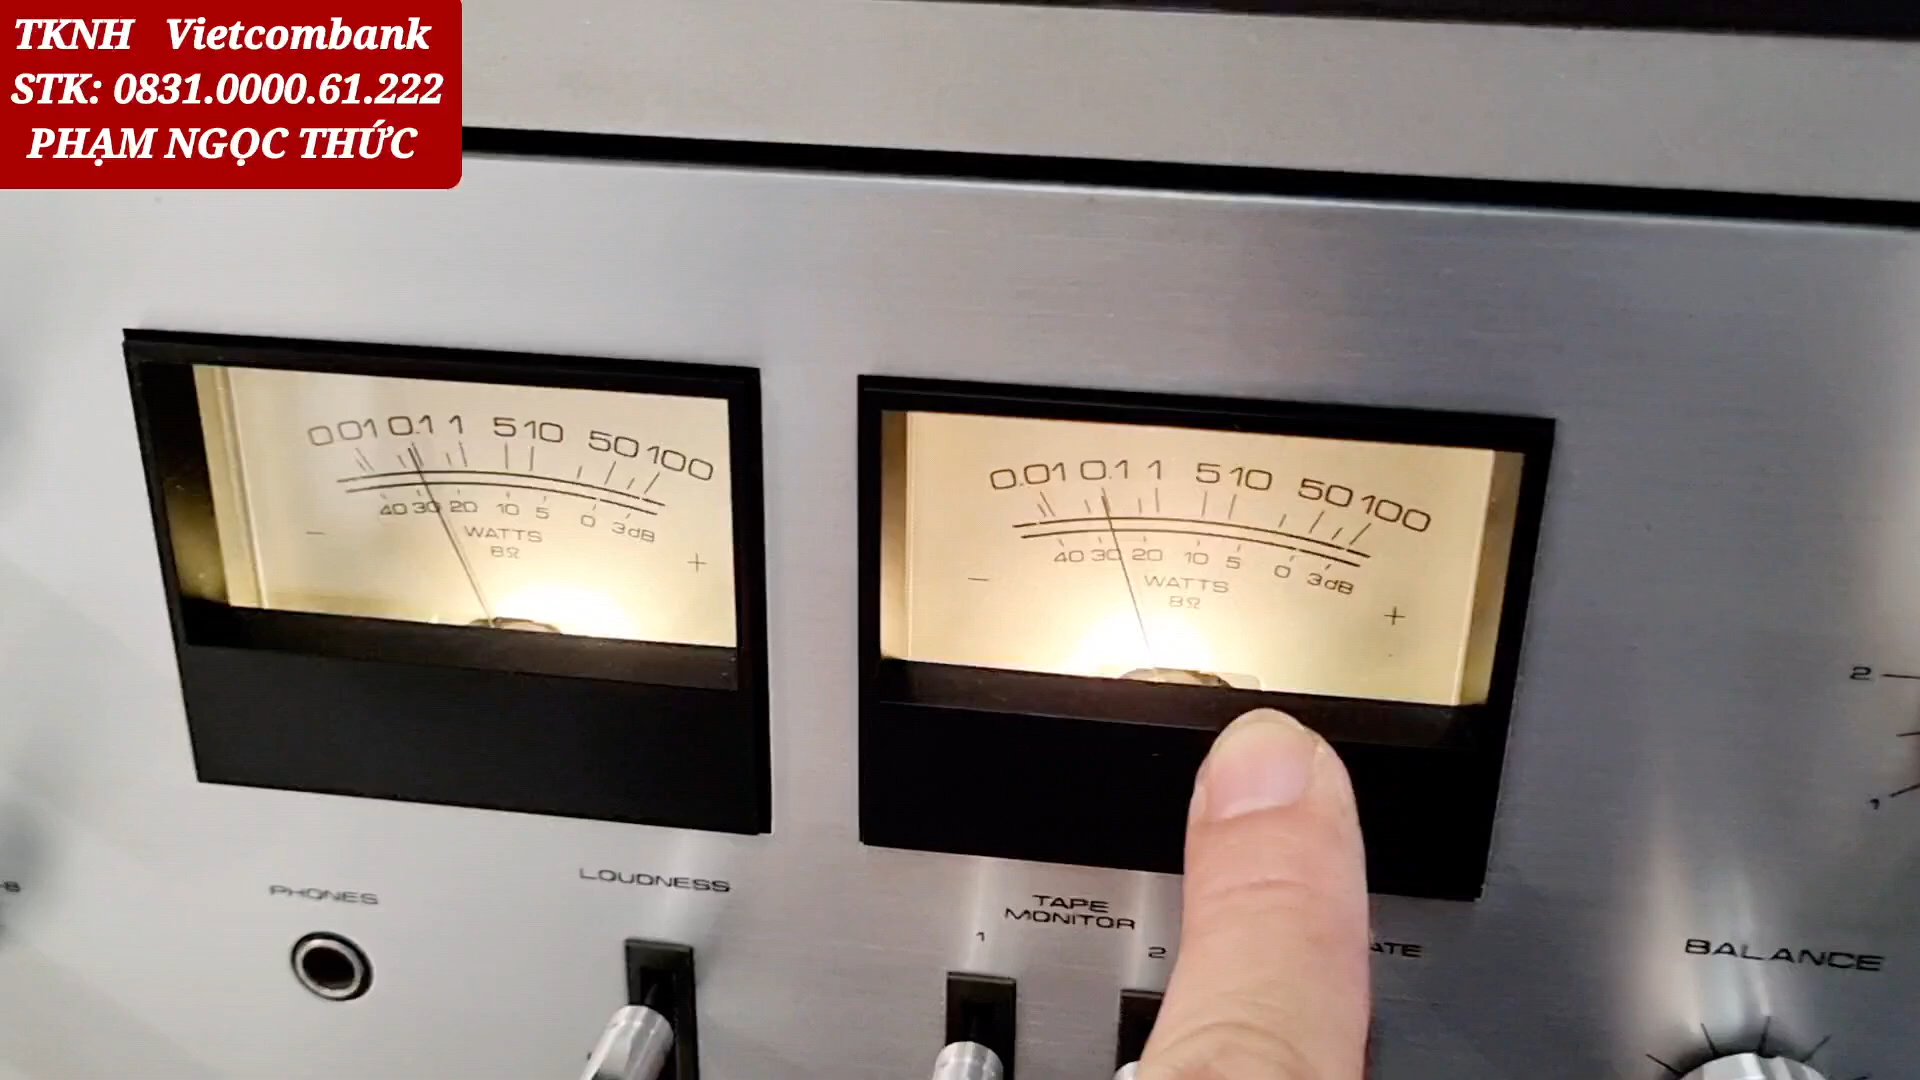 TKNH Vietcombank
STK: 0831.0000.61.222
PHẠM NGỌC THỨC
0.01 0.1 1 5 10 50 100
40 30 20 10 5 0 3dB
WATTS
8Ω
- +
0.01 0.1 1 5 10 50 100
40 30 20 10 5 0 3dB
WATTS
8Ω
- +
2
1
PHONES
LOUDNESS
TAPE
MONITOR
1 2
BALANCE